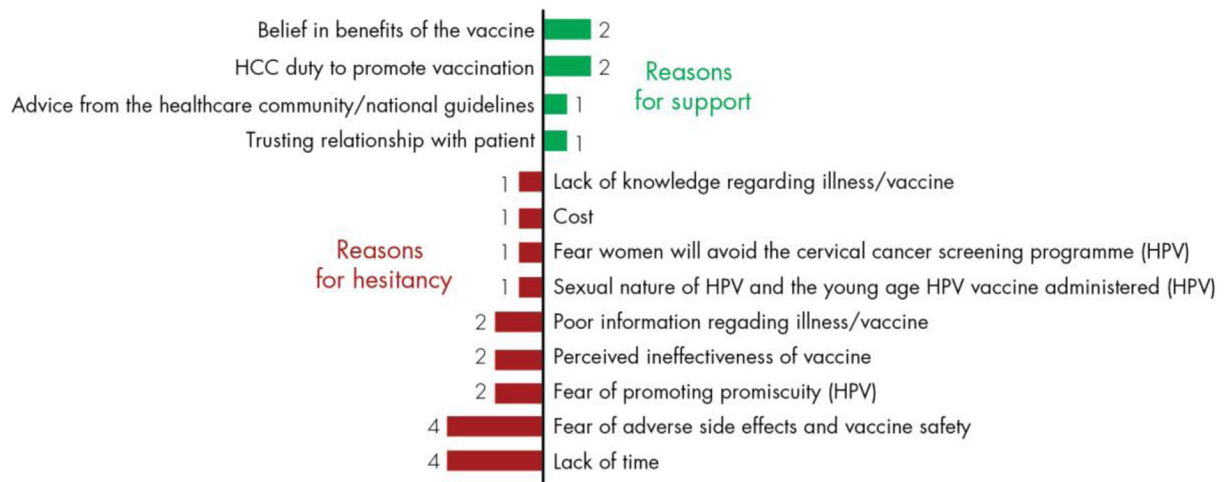 Belief in benefits of the vaccine 2
HCC duty to promote vaccination 2
Reasons
for support
Advice from the healthcare community/national guidelines 1
Trusting relationship with patient 1
1 Lack of knowledge regarding illness/vaccine
1 Cost
Reasons
for hesitancy
1 Fear women will avoid the cervical cancer screening programme (HPV)
1 Sexual nature of HPV and the young age HPV vaccine administered (HPV)
2 Poor information regading illness/vaccine
2 Perceived ineffectiveness of vaccine
2 Fear of promoting promiscuity (HPV)
4 Fear of adverse side effects and vaccine safety
4 Lack of time